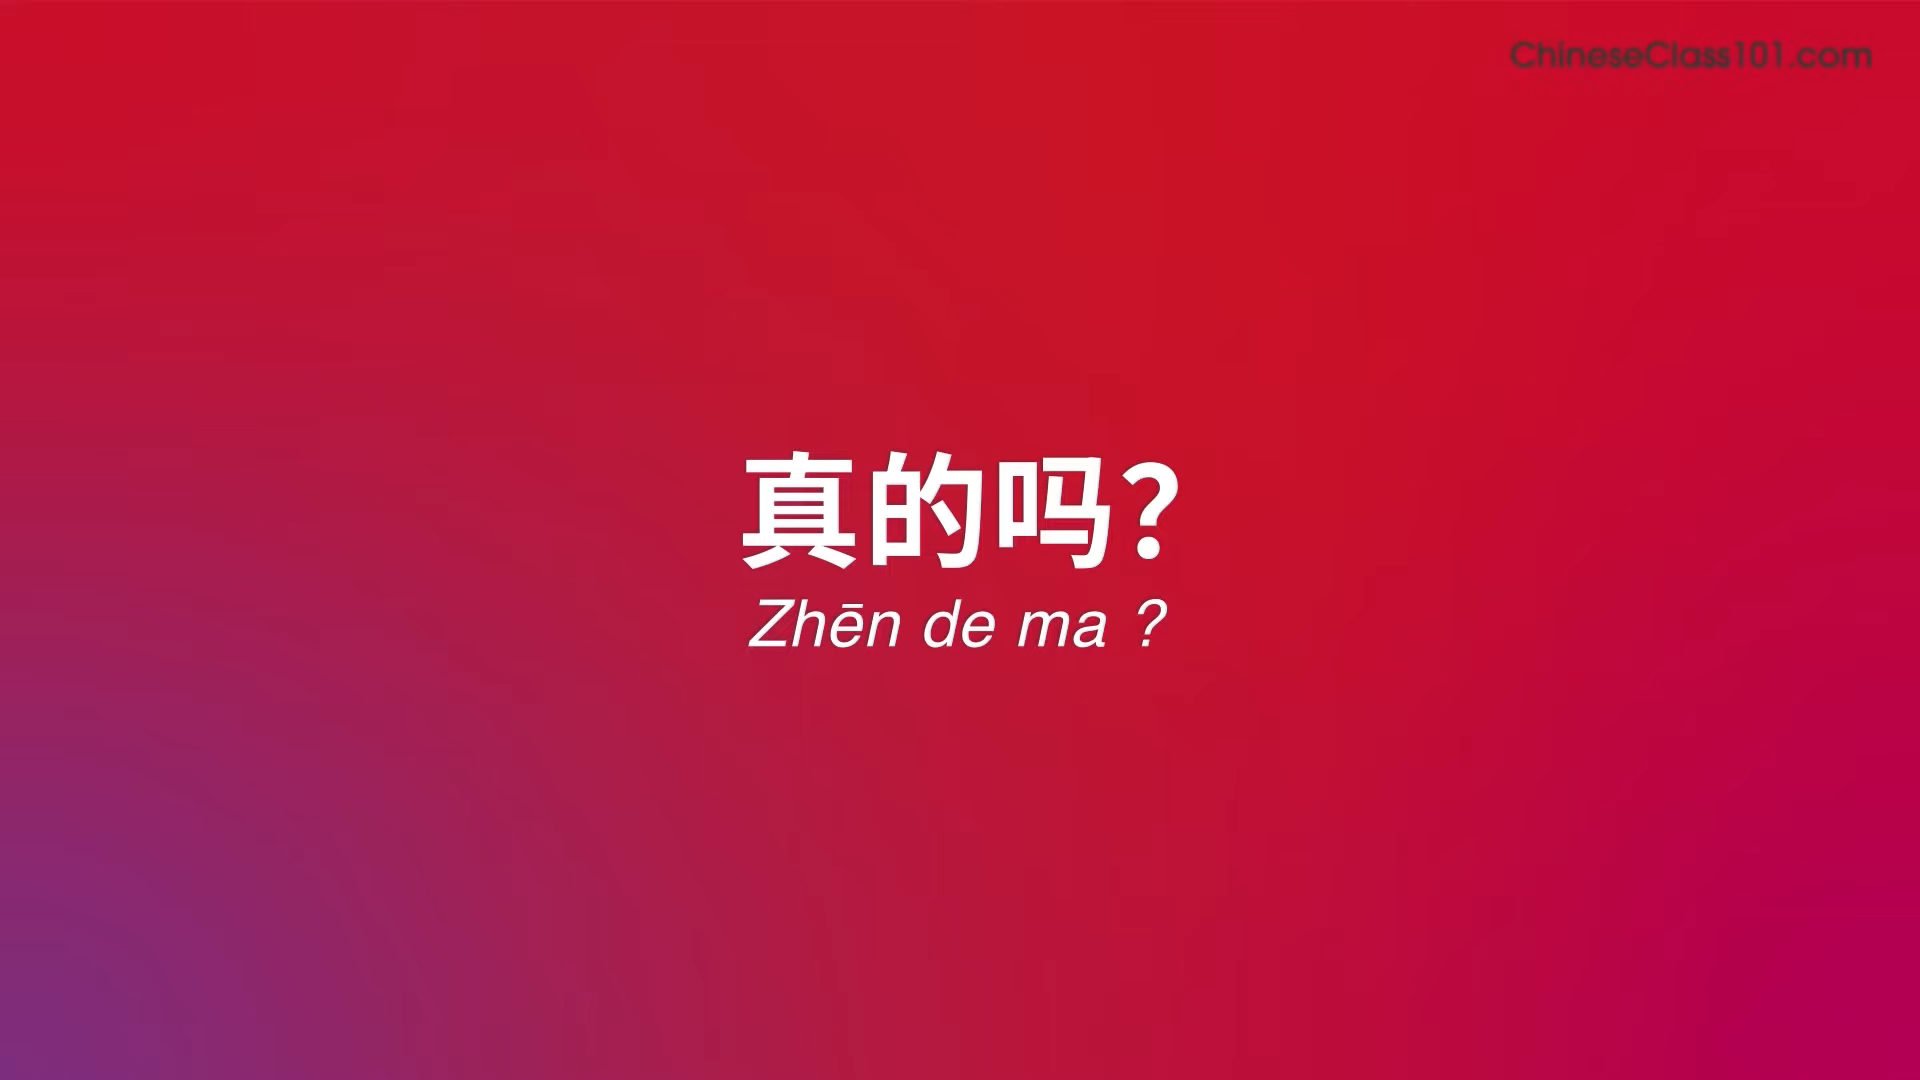 ChineseClass101.com
真的吗?
Zhēn de ma ?